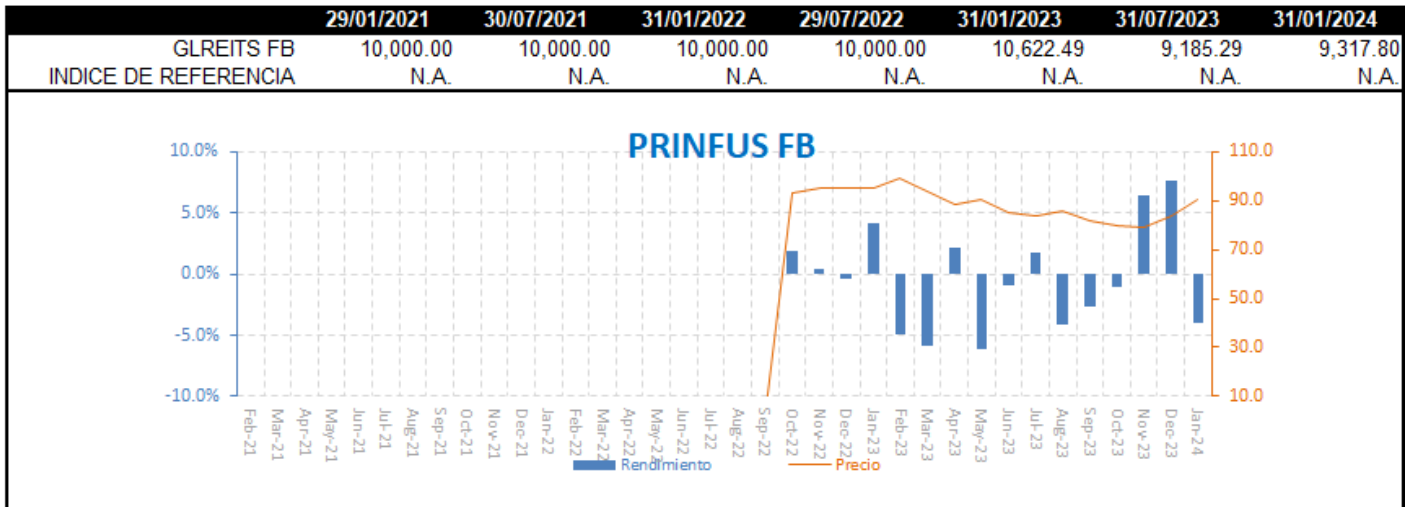 29/01/2021 30/07/2021 31/01/2022 29/07/2022 31/01/2023 31/07/2023 31/01/2024
GLREITS FB 10,000.00 10,000.00 10,000.00 10,000.00 10,622.49 9,185.29 9,317.80
INDICE DE REFERENCIA N.A. N.A. N.A. N.A. N.A. N.A. N.A.
PRINFUS FB
10.0% 110.0
5.0% 90.0
70.0
0.0%
50.0
-5.0% 30.0
-10.0% 10.0
Feb-21 Mar-21 Apr-21 May-21 Jun-21 Jul-21 Aug-21 Sep-21 Oct-21 Nov-21 Dec-21 Jan-22 Feb-22 Mar-22 Apr-22 May-22 Jun-22 Jul-22 Aug-22 Sep-22 Oct-22 Nov-22 Dec-22 Jan-23 Feb-23 Mar-23 Apr-23 May-23 Jun-23 Jul-23 Aug-23 Sep-23 Oct-23 Nov-23 Dec-23 Jan-24
Rendimiento Precio